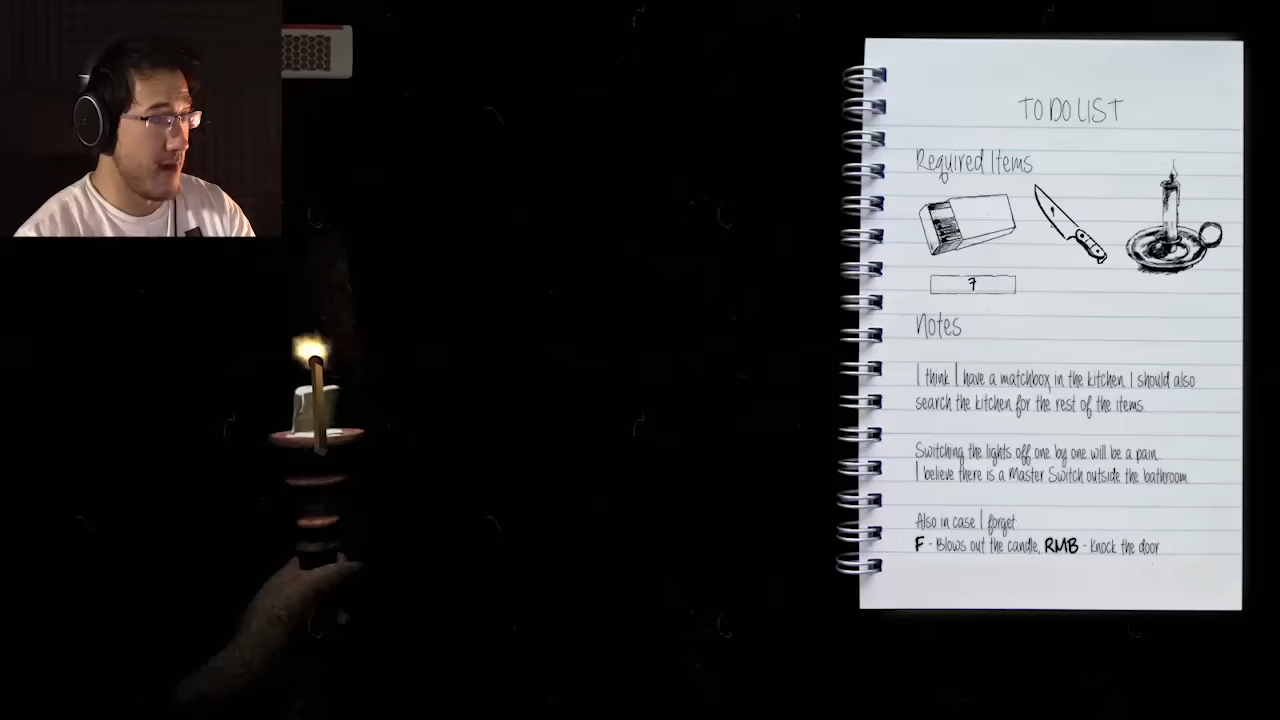 TO DO LIST
Required Items
7
Notes
I think I have a matchbox in the kitchen. I should also
search the kitchen for the rest of the items.
Switching the lights off one by one will be a pain.
I believe there is a Master Switch outside the bathroom.
Also in case I forget:
F - Blows out the candle, RMB - Knock the door